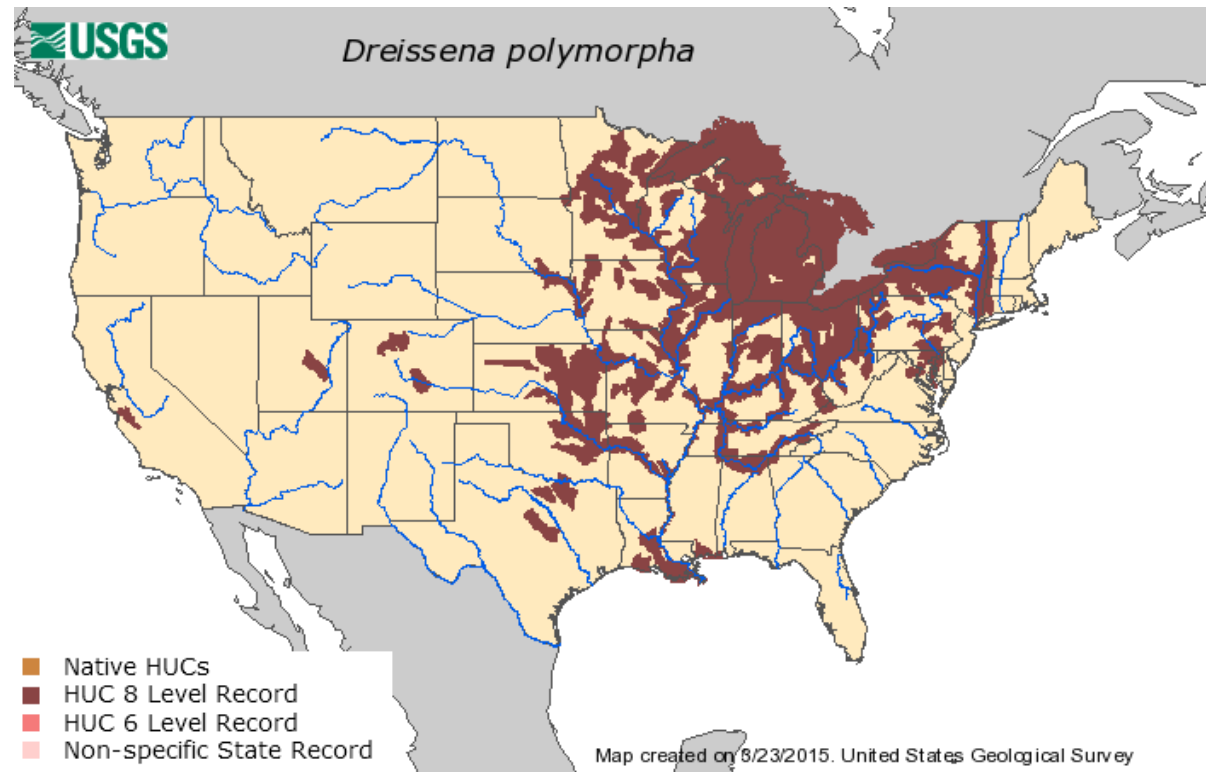 USGS
Dreissena polymorpha
Native HUCs
HUC 8 Level Record
HUC 6 Level Record
Non-specific State Record
Map created on 8/23/2015. United States Geological Survey